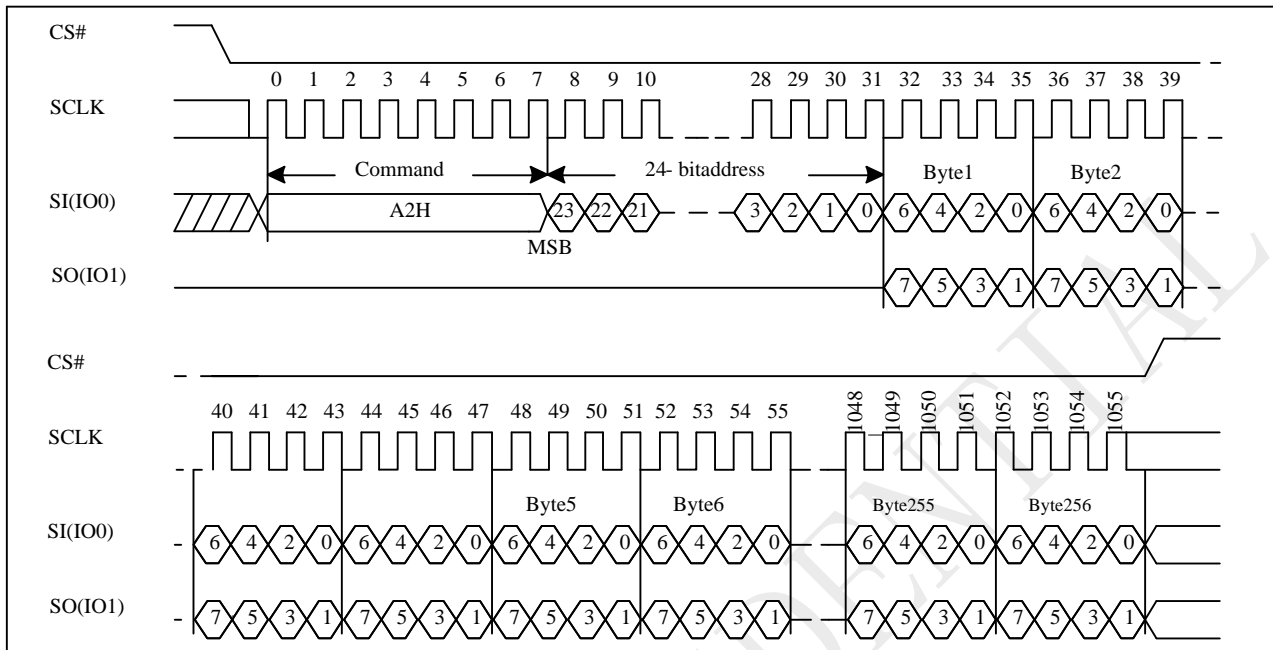 CS#
0 1 2 3 4 5 6 7 8 9 10 28 29 30 31 32 33 34 35 36 37 38 39
SCLK
Command 24- bitaddress Byte1 Byte2
SI(IO0) A2H 23 22 21 3 2 1 0 6 4 2 0 6 4 2 0
MSB
SO(IO1) 7 5 3 1 7 5 3 1
CS#
40 41 42 43 44 45 46 47 48 49 50 51 52 53 54 55 1048 1049 1050 1051 1052 1053 1054 1055
SCLK
Byte5 Byte6 Byte255 Byte256
SI(IO0) 6 4 2 0 6 4 2 0 6 4 2 0 6 4 2 0 6 4 2 0 6 4 2 0
SO(IO1) 7 5 3 1 7 5 3 1 7 5 3 1 7 5 3 1 7 5 3 1 7 5 3 1